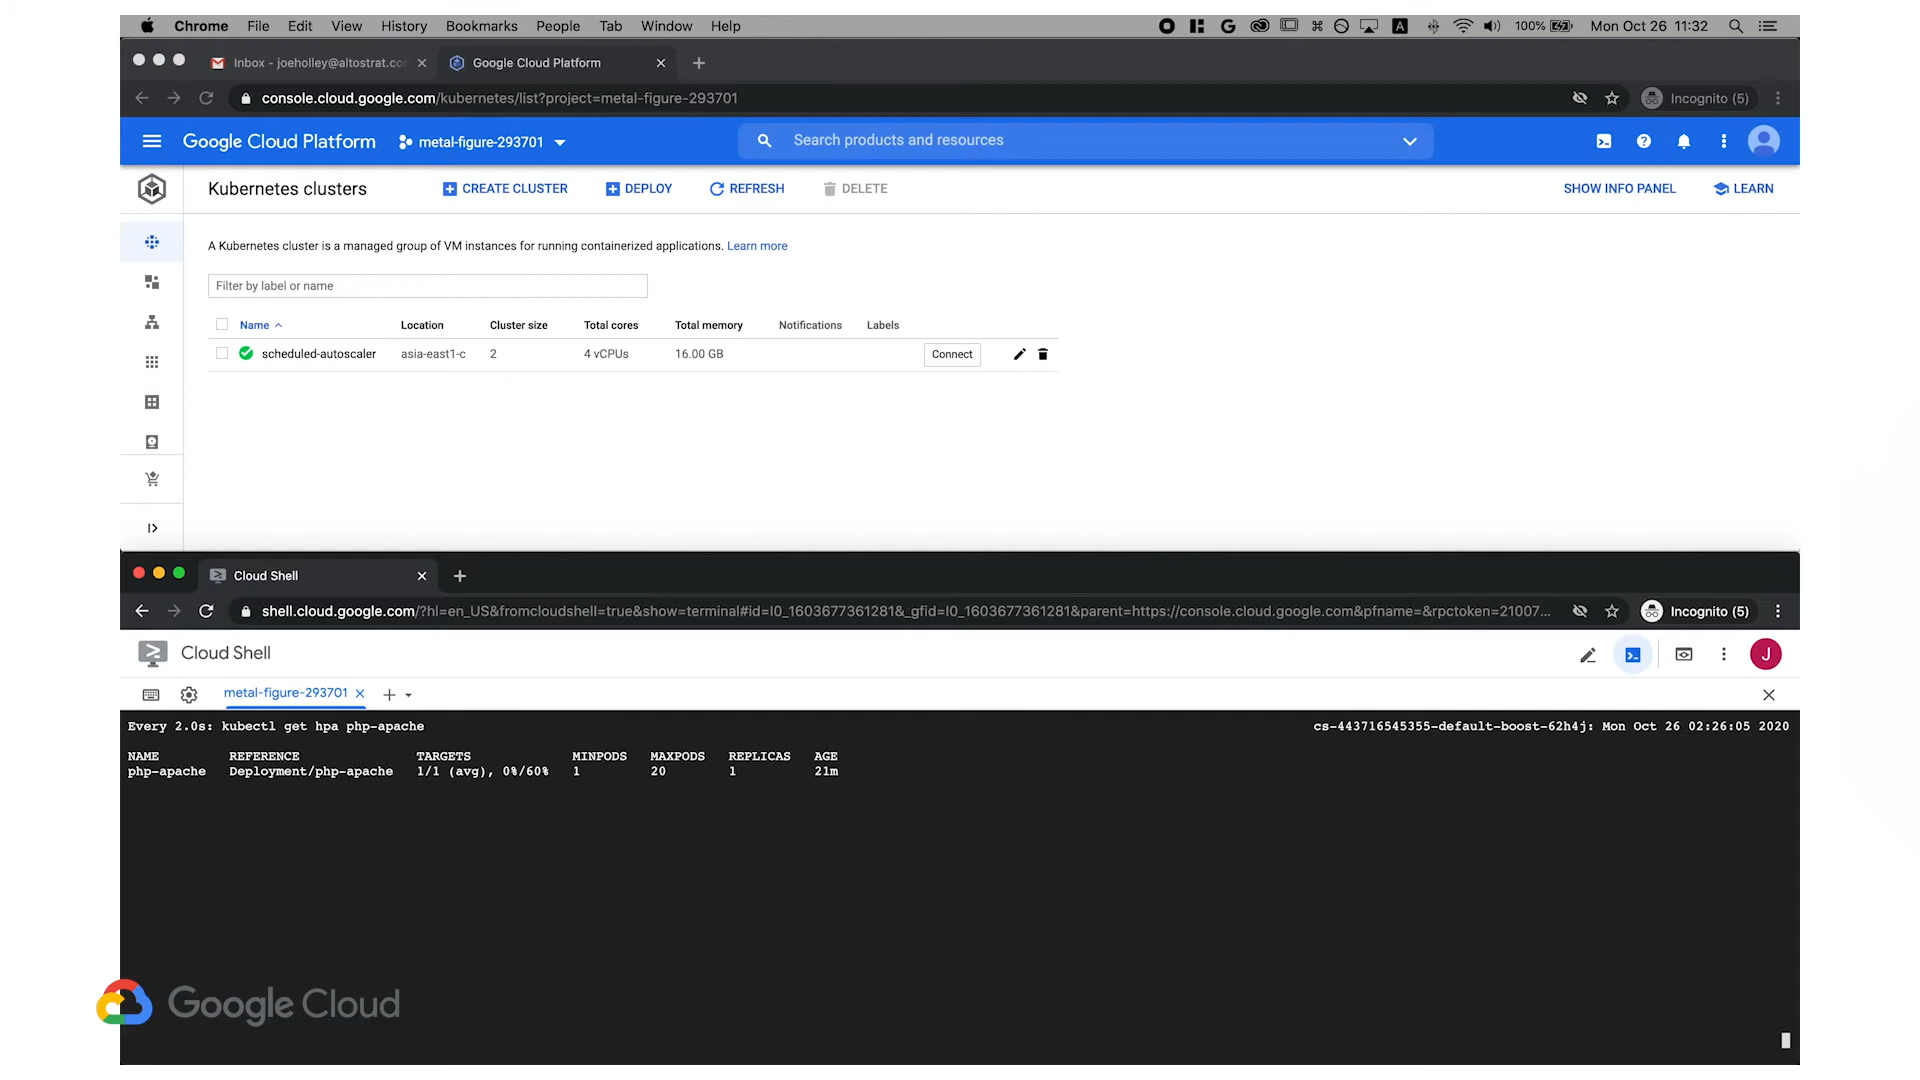 Chrome File Edit View History Bookmarks People Tab Window Help 100% Mon Oct 26 11:32
Inbox - joeholley@altostrat.co Google Cloud Platform
console.cloud.google.com/kubernetes/list?project=metal-figure-293701 Incognito (5)
Google Cloud Platform metal-figure-293701 Search products and resources
Kubernetes clusters CREATE CLUSTER DEPLOY REFRESH DELETE SHOW INFO PANEL LEARN
A Kubernetes cluster is a managed group of VM instances for running containerized applications. Learn more
Filter by label or name
Name Location Cluster size Total cores Total memory Notifications Labels
scheduled-autoscaler asia-east1-c 2 4 vCPUs 16.00 GB Connect
Cloud Shell
shell.cloud.google.com/?hl=en_US&fromcloudshell=true&show=terminal#id=I0_1603677361281&_gfid=I0_1603677361281&parent=https://console.cloud.google.com&pfname=&rpctoken=21007... Incognito (5)
Cloud Shell J
metal-figure-293701
Every 2.0s: kubectl get hpa php-apache cs-443716545355-default-boost-62h4j: Mon Oct 26 02:26:05 2020
NAME REFERENCE TARGETS MINPODS MAXPODS REPLICAS AGE
php-apache Deployment/php-apache 1/1 (avg), 0%/60% 1 20 1 21m
Google Cloud